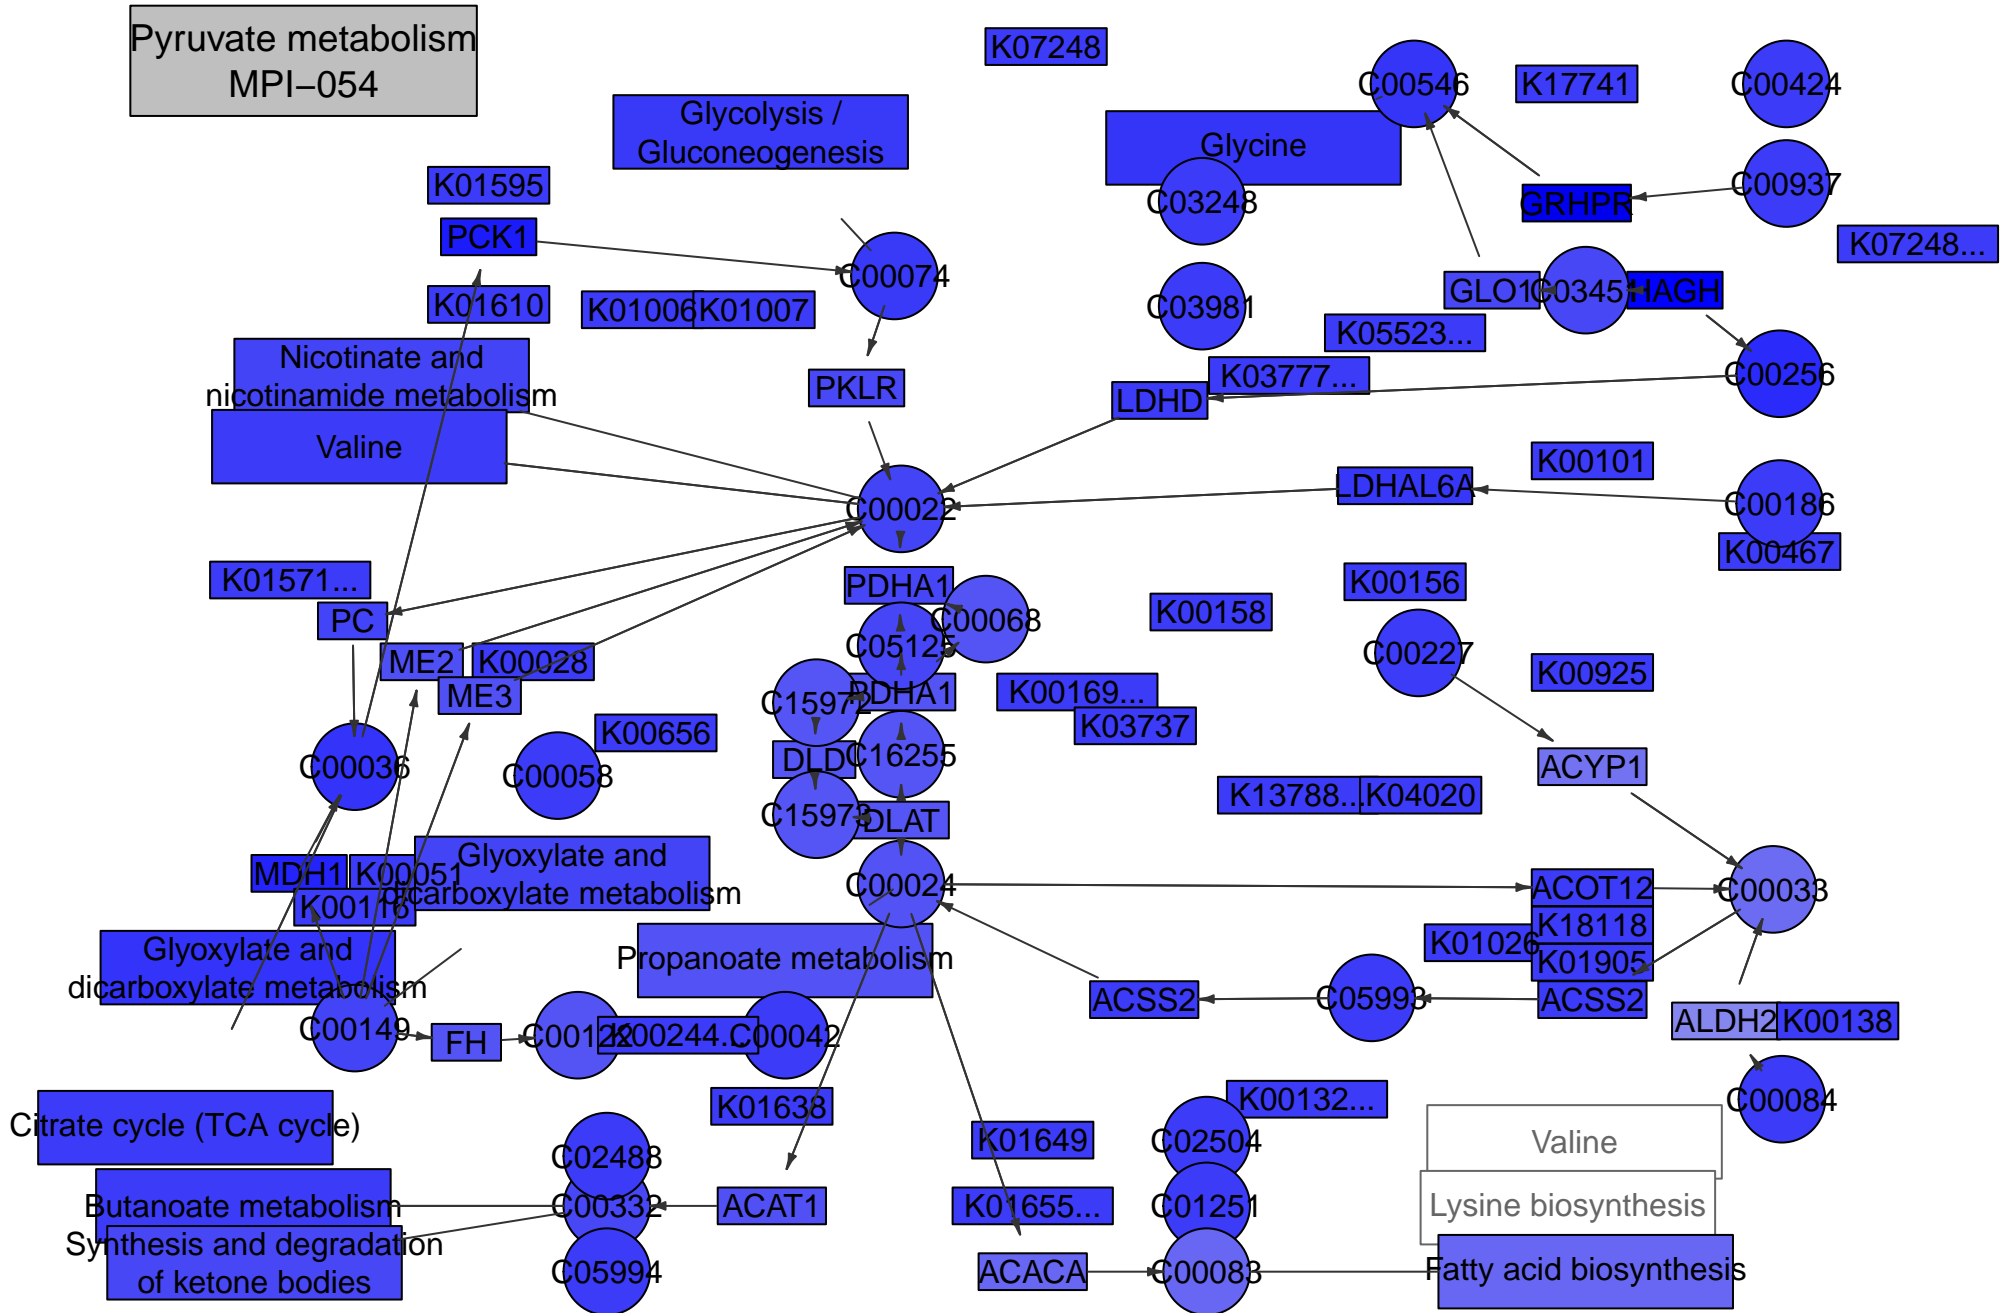 Pyruvate metabolism
MPI−054
K07248
C00546
K17741
C00424
Glycolysis /
Gluconeogenesis
Glycine
K01595
C03248
GRHPR
C00937
PCK1
K07248...
C00074
K01610
K01006
K01007
C03981
GLO1
C03451
HAGH
K05523...
Nicotinate and
nicotinamide metabolism
PKLR
K03777...
LDHD
C00256
Valine
K00101
LDHAL6A
C00186
C00022
K00467
K01571...
PDHA1
K00156
PC
C00068
K00158
C05125
C00227
ME2
K00028
K00925
ME3
C15972
PDHA1
K00169...
K03737
K00656
C00036
C00058
DLD
C16255
ACYP1
K13788...
K04020
C15973
DLAT
MDH1
K00051
Glyoxylate and
dicarboxylate metabolism
C00024
ACOT12
C00033
K00116
K18118
K01026
Glyoxylate and
dicarboxylate metabolism
Propanoate metabolism
K01905
ACSS2
C05993
ACSS2
C00149
FH
C00122
K00244...
C00042
ALDH2
K00138
K01638
K00132...
C00084
Citrate cycle (TCA cycle)
C02488
K01649
C02504
Valine
Butanoate metabolism
C00332
ACAT1
K01655...
C01251
Lysine biosynthesis
Synthesis and degradation
of ketone bodies
C05994
ACACA
C00083
Fatty acid biosynthesis